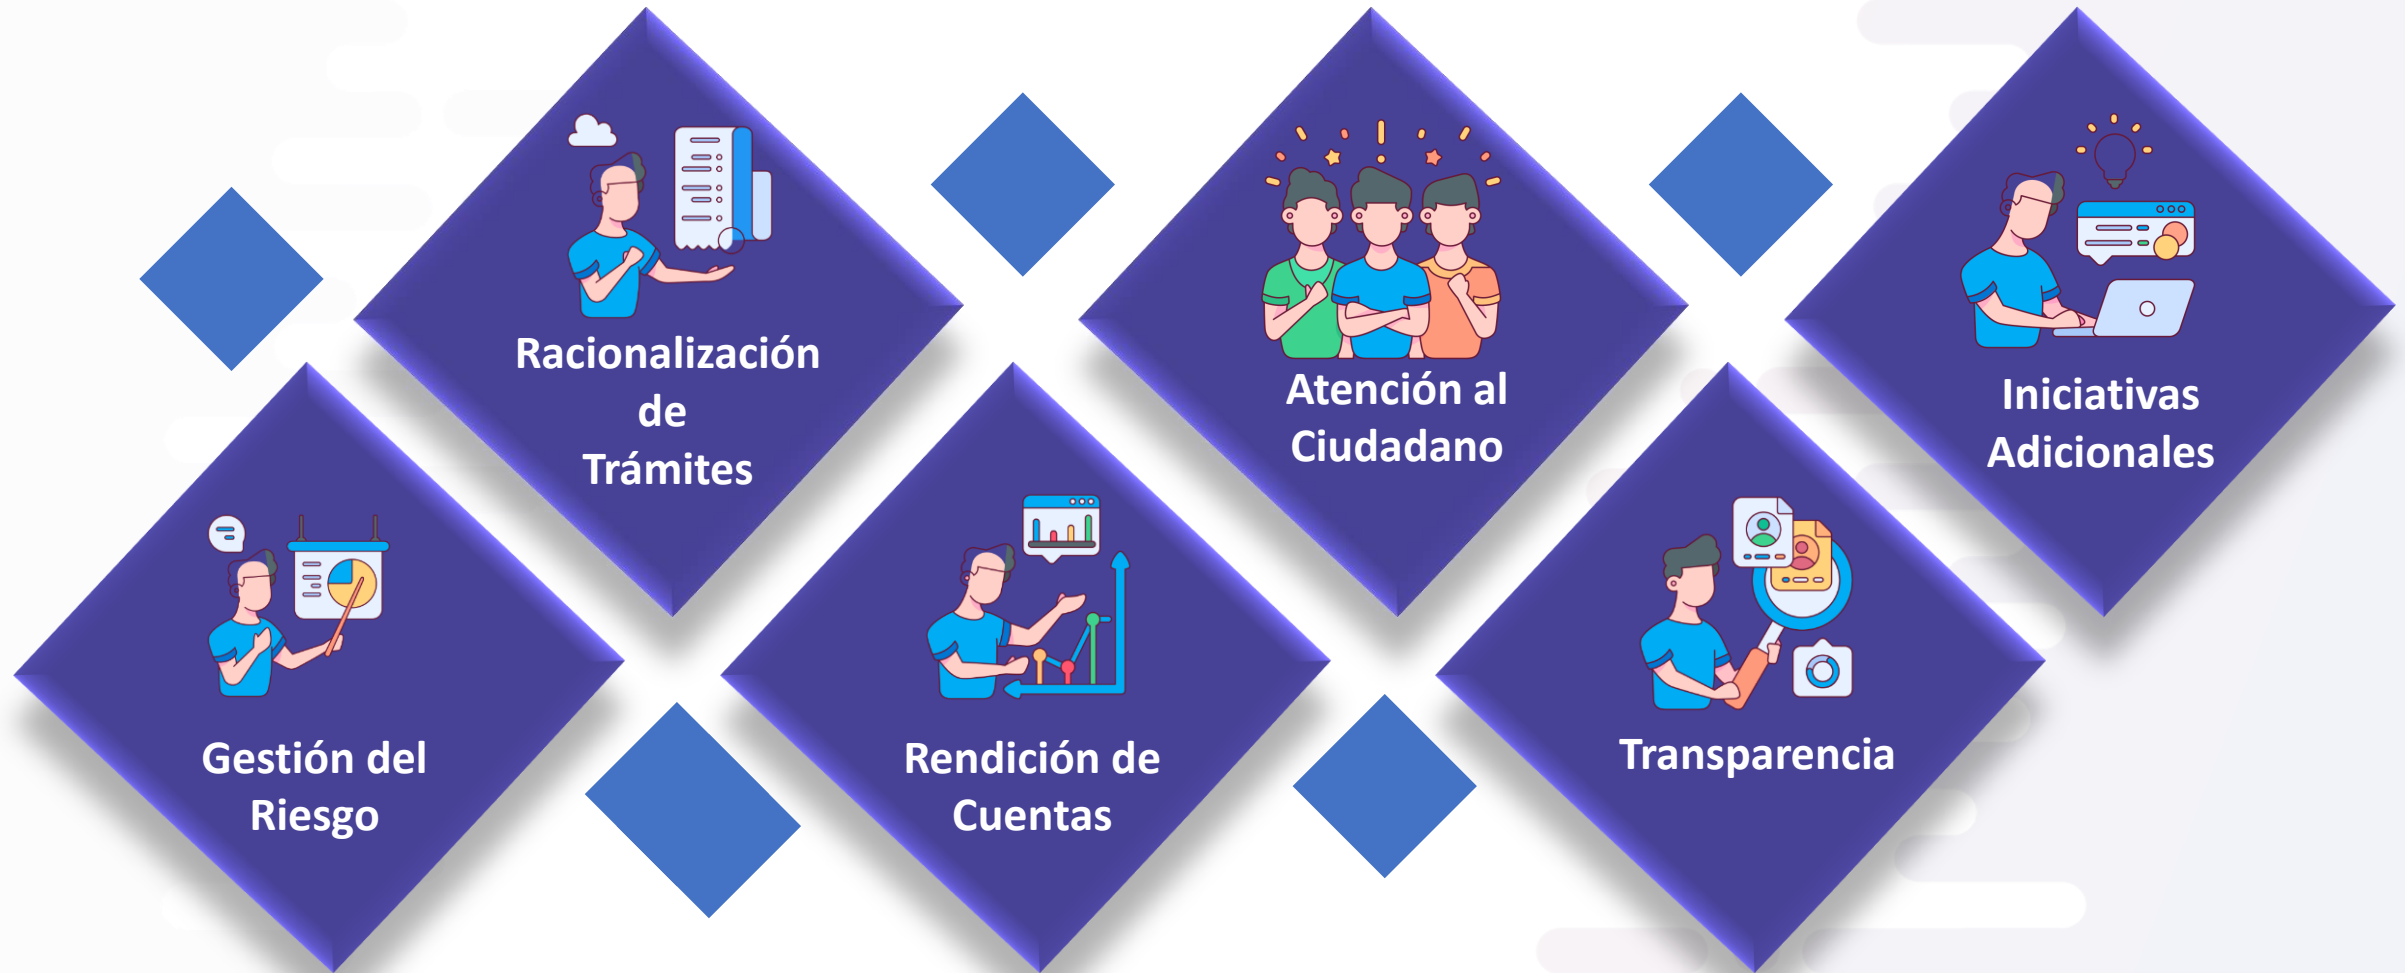 Racionalización
de
Trámites
Atención al
Ciudadano
Iniciativas
Adicionales
Gestión del
Riesgo
Rendición de
Cuentas
Transparencia